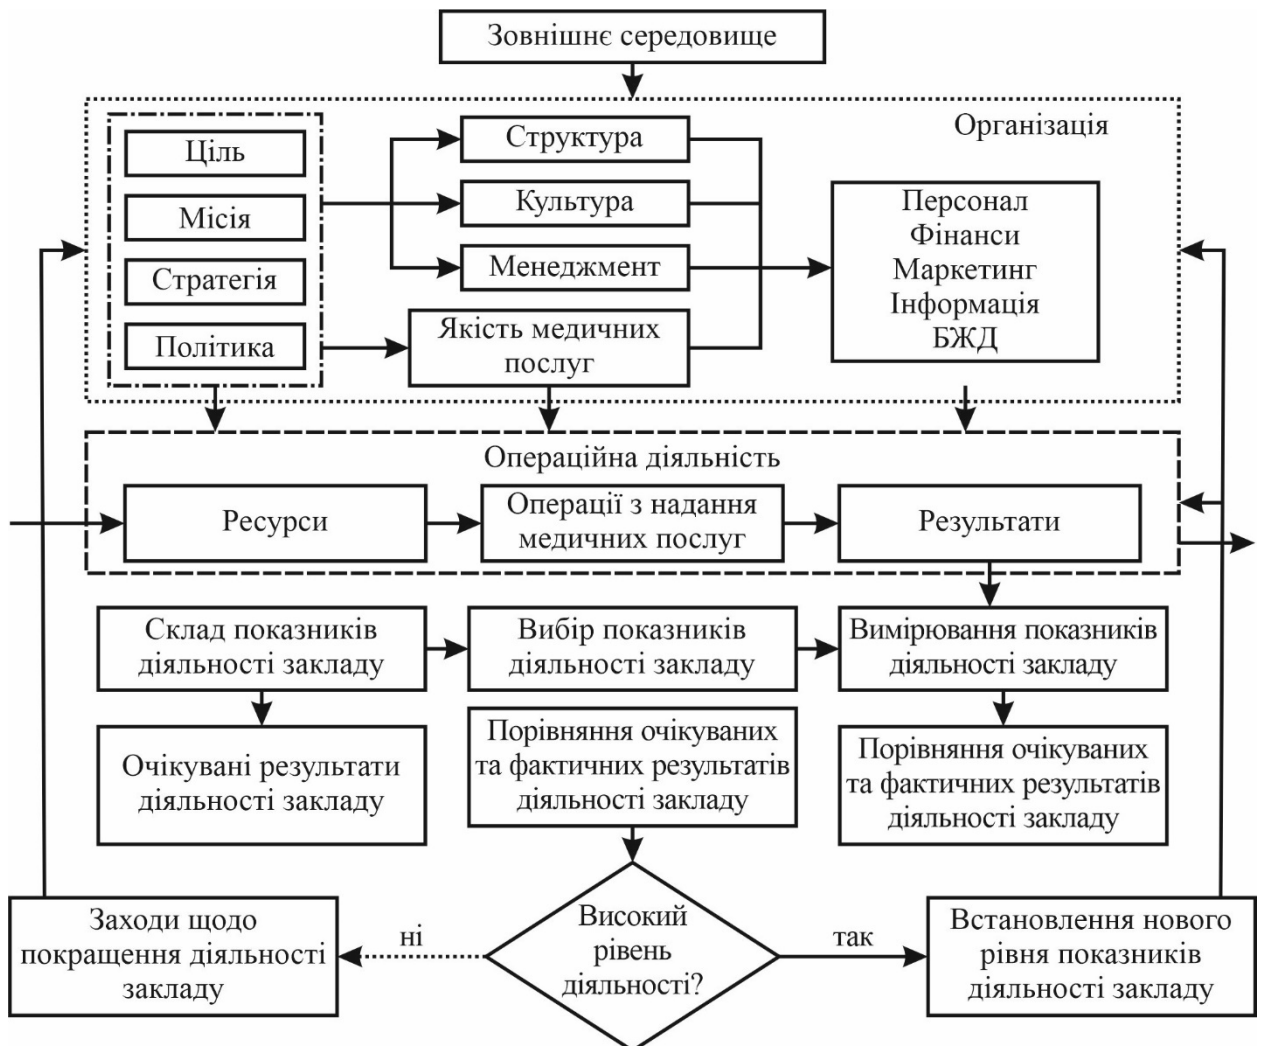 Зовнішнє середовище
Організація
Ціль
Місія
Стратегія
Політика
Структура
Культура
Менеджмент
Якість медичних
послуг
Персонал
Фінанси
Маркетинг
Інформація
БЖД
Операційна діяльність
Ресурси
Операції з надання
медичних послуг
Результати
Склад показників
діяльності закладу
Вибір показників
діяльності закладу
Вимірювання показників
діяльності закладу
Очікувані результати
діяльності закладу
Порівняно очікуваних
та фактичних результатів
діяльності закладу
Порівняно очікуваних
та фактичних результатів
діяльності закладу
Заходи щодо
покращення діяльності
закладу
ні
Високий
рівень
діяльності?
так
Встановлення нового
рівня показників
діяльності закладу